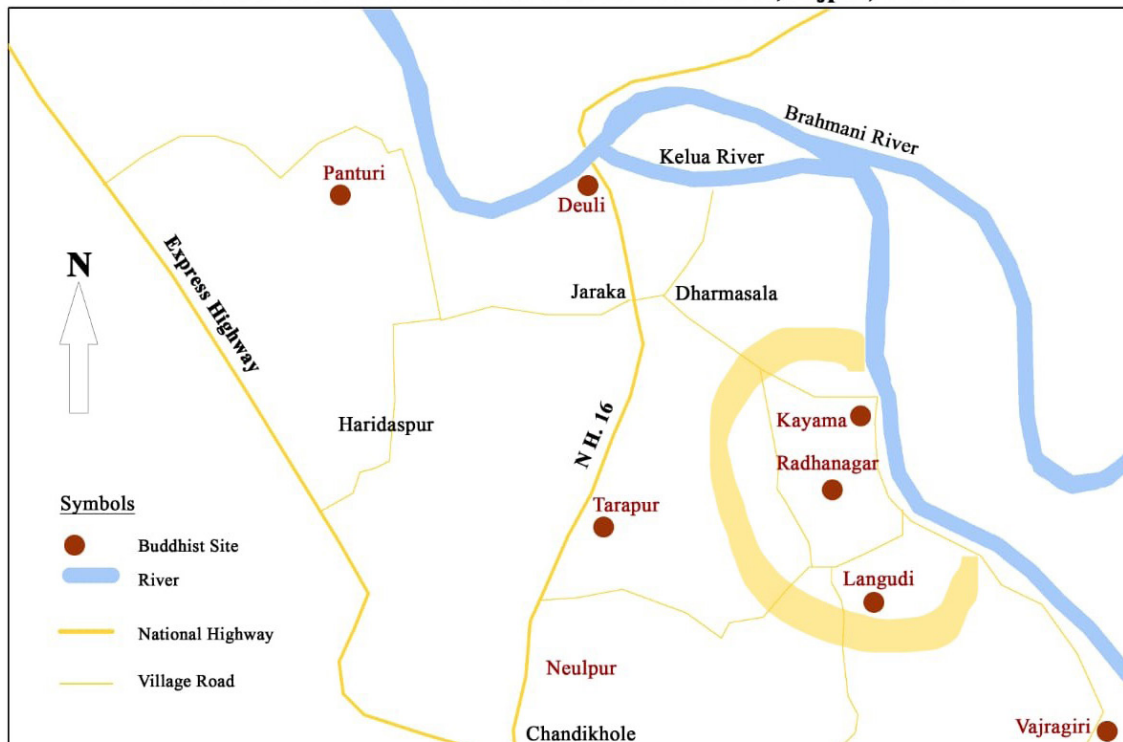 Brahmani River
Kelua River
Panturi
Deuli
Express Highway
N
Jaraka
Dharmasala
Haridaspur
N H. 16
Kayama
Radhanagar
Tarapur
Symbols
Buddhist Site
River
National Highway
Village Road
Langudi
Neulpur
Chandikhole
Vajragiri